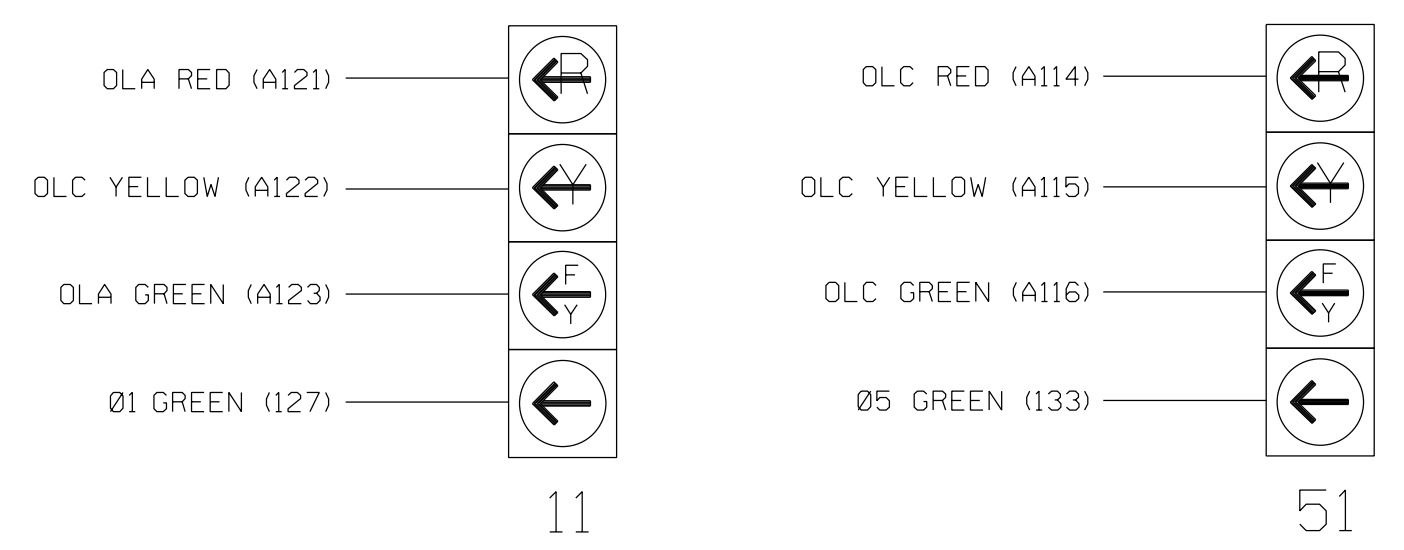 OLA RED (A121)
R
OLC YELLOW (A122)
Y
OLA GREEN (A123)
F
Y
Ø1 GREEN (127)
11
OLC RED (A114)
R
OLC YELLOW (A115)
Y
OLC GREEN (A116)
F
Y
Ø5 GREEN (133)
51